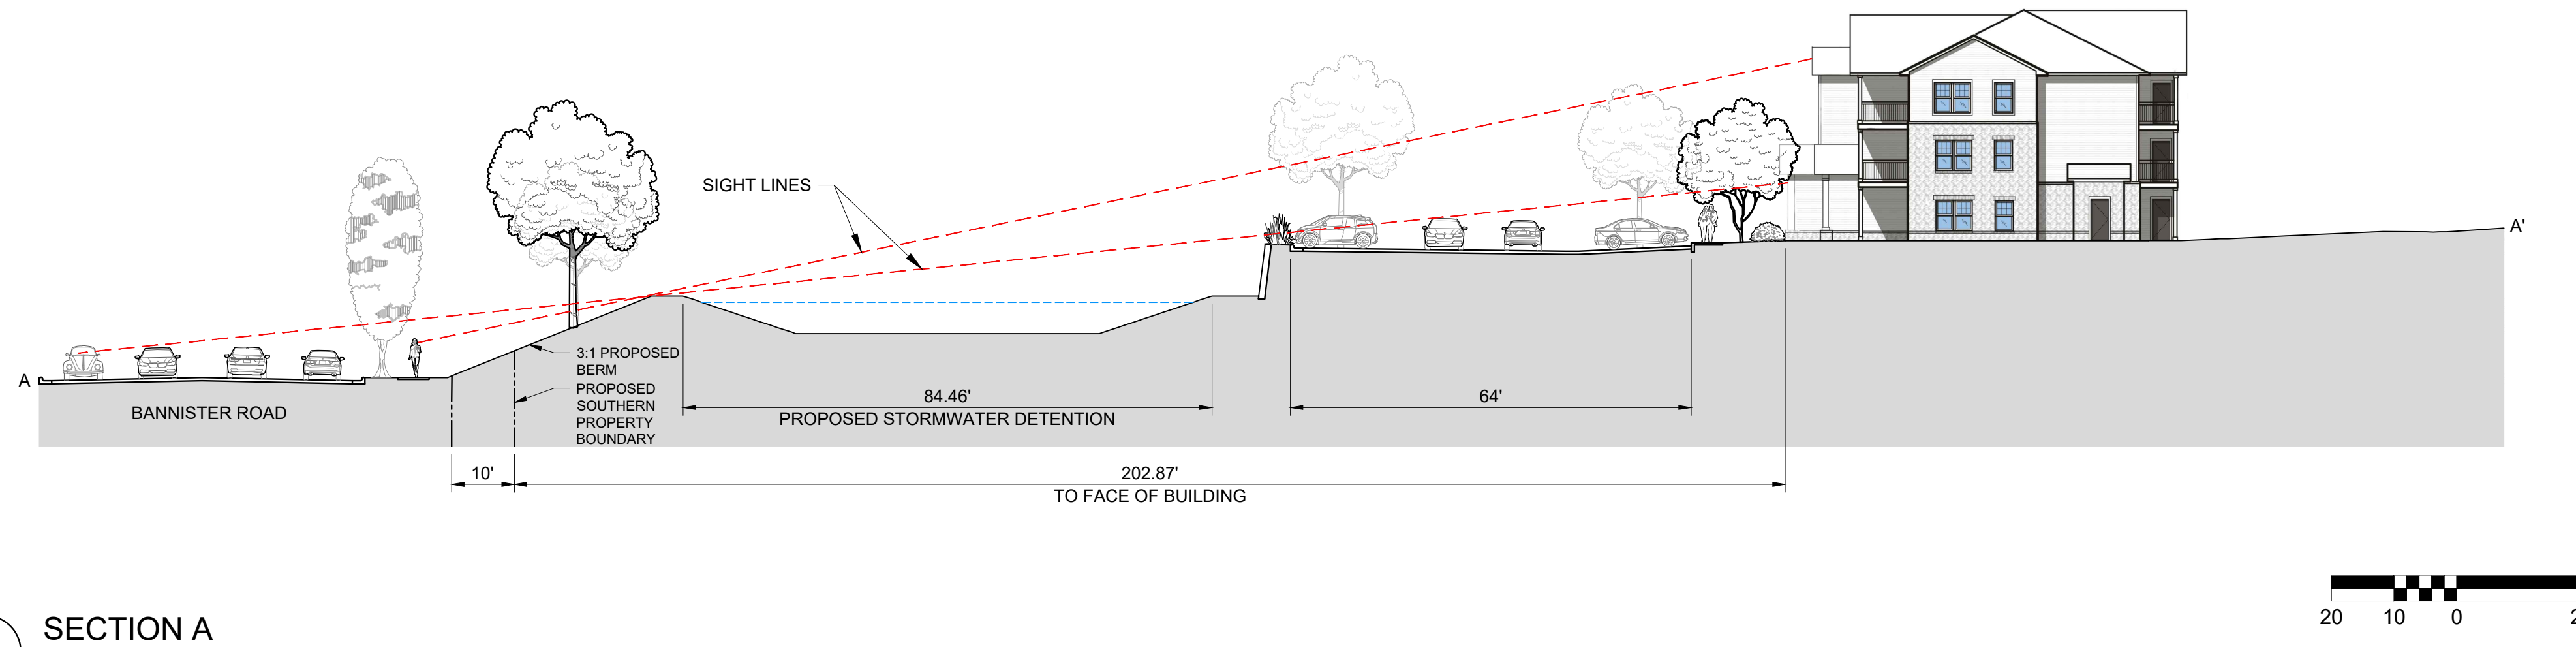 SIGHT LINES
A'
A
3:1 PROPOSED
BERM
PROPOSED
SOUTHERN
PROPERTY
BOUNDARY
BANNISTER ROAD
84.46'
PROPOSED STORMWATER DETENTION
64'
10'
202.87'
TO FACE OF BUILDING
20 10 0
SECTION A